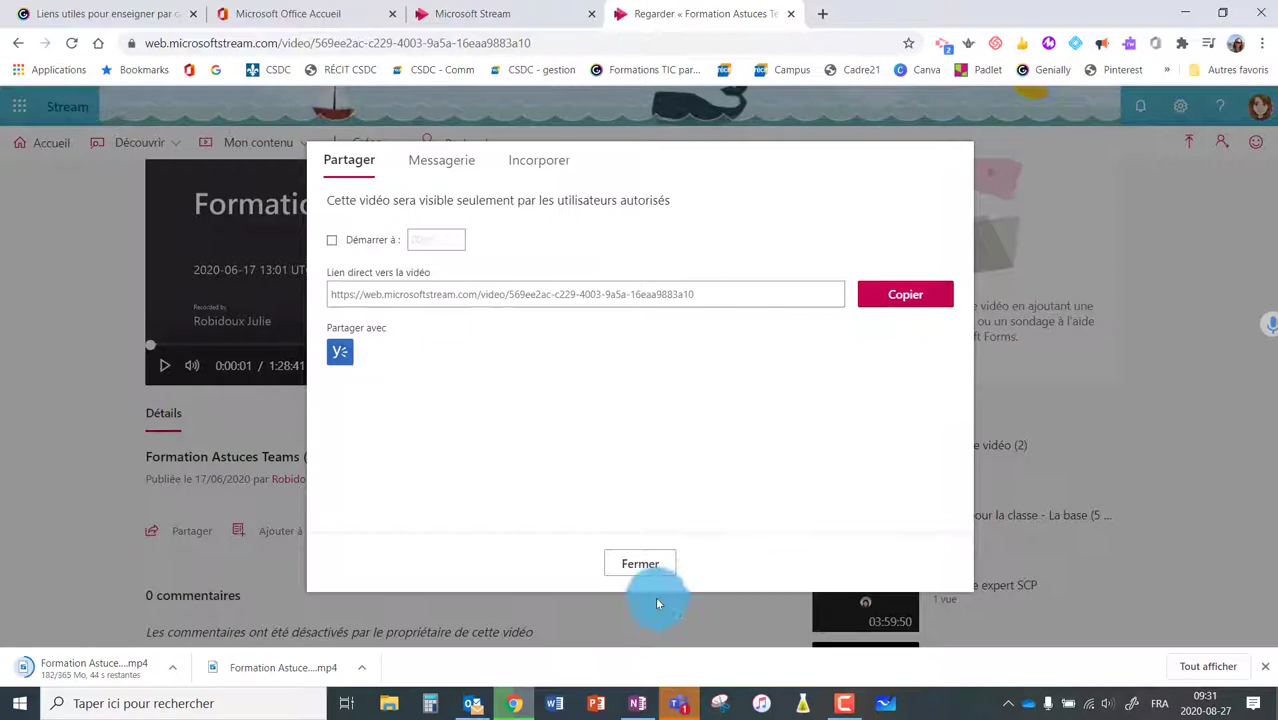 Liens utiles pour enseigner par c
Microsoft Office Accueil
Microsoft Stream
Regarder « Formation Astuces Te
web.microsoftstream.com/video/569ee2ac-c229-4003-9a5a-16eaa9883a10
2
Applications
Bookmarks
CSDC
RÉCIT CSDC
CSDC - Comm
CSDC - gestion
Formations TIC par...
Campus
Cadre21
Canva
Padlet
Genially
Pinterest
»
Autres favoris
Stream
Accueil
Découvrir
Mon contenu
Formatio
2020-06-17 13:01 UT
Recorded by
Robidoux Julie
0:00:01 / 1:28:41
Partager
Messagerie
Incorporer
Cette vidéo sera visible seulement par les utilisateurs autorisés
Démarrer à :
Lien direct vers la vidéo
https://web.microsoftstream.com/video/569ee2ac-c229-4003-9a5a-16eaa9883a10
Copier
Partager avec
Fermer
e vidéo en ajoutant une
ou un sondage à l'aide
ft Forms.
Détails
Formation Astuces Teams (
Publiée le 17/06/2020 par Robido
Partager
Ajouter à
0 commentaires
Les commentaires ont été désactivés par le propriétaire de cette vidéo
e vidéo (2)
our la classe - La base (5 ...
e expert SCP
1 vue
03:59:50
Formation Astuce....mp4
182/365 Mo, 44 s restantes
Formation Astuce....mp4
Tout afficher
Taper ici pour rechercher
FRA
09:31
2020-08-27